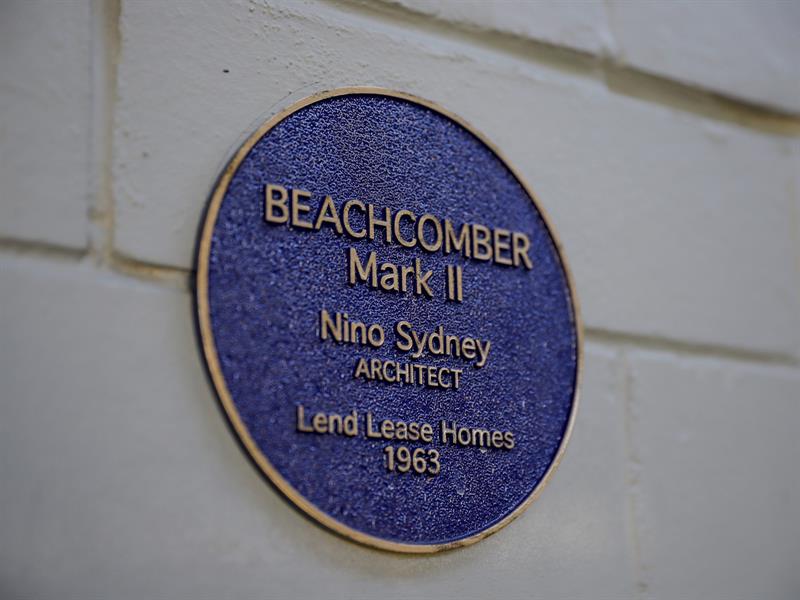 BEACHCOMBER
Mark II
Nino Sydney
ARCHITECT
Lend Lease Homes
1963